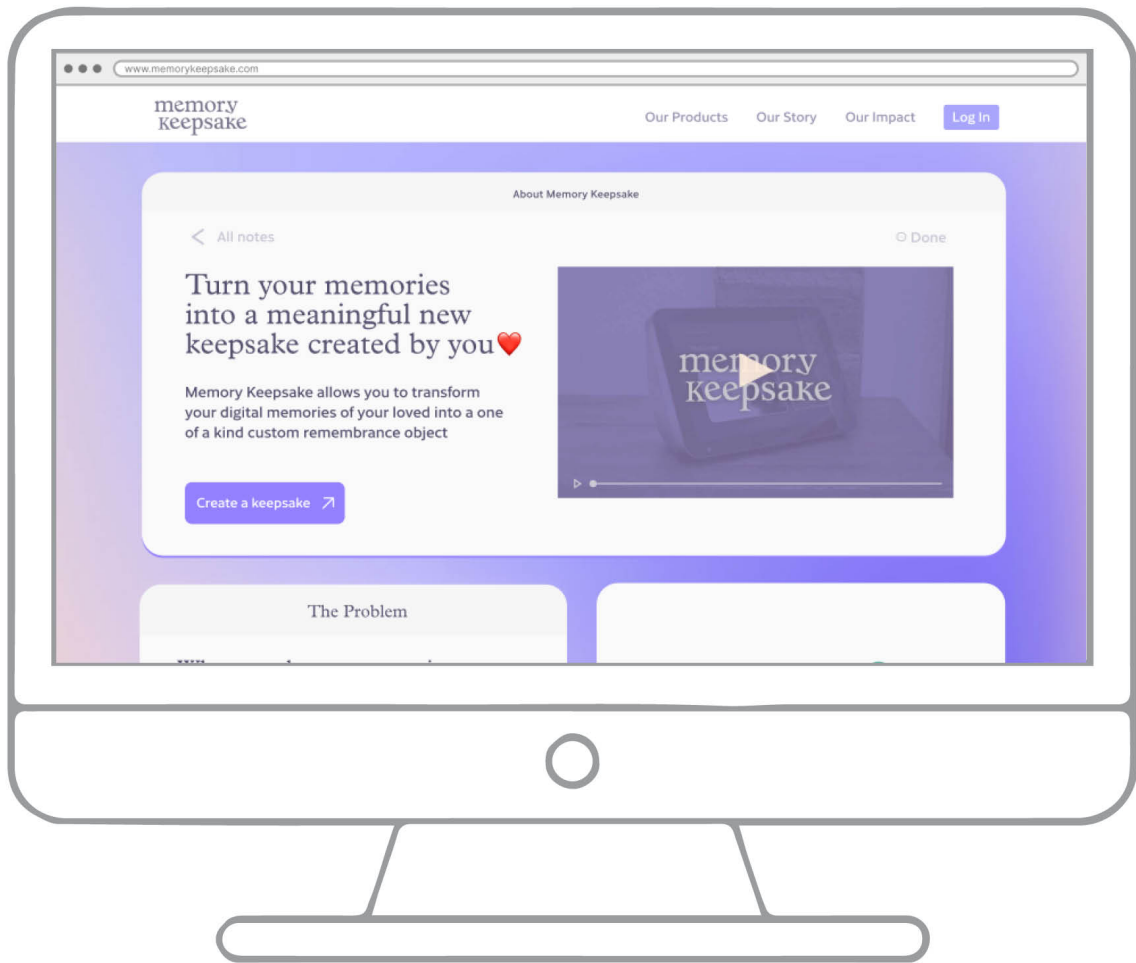 www.memorykeepsake.com
memory
keepsake
Our Products Our Story Our Impact Log In
About Memory Keepsake
All notes
Done
Turn your memories
into a meaningful new
keepsake created by you❤️
Memory Keepsake allows you to transform
your digital memories of your loved into a one
of a kind custom remembrance object
Create a keepsake
memory
keepsake
The Problem